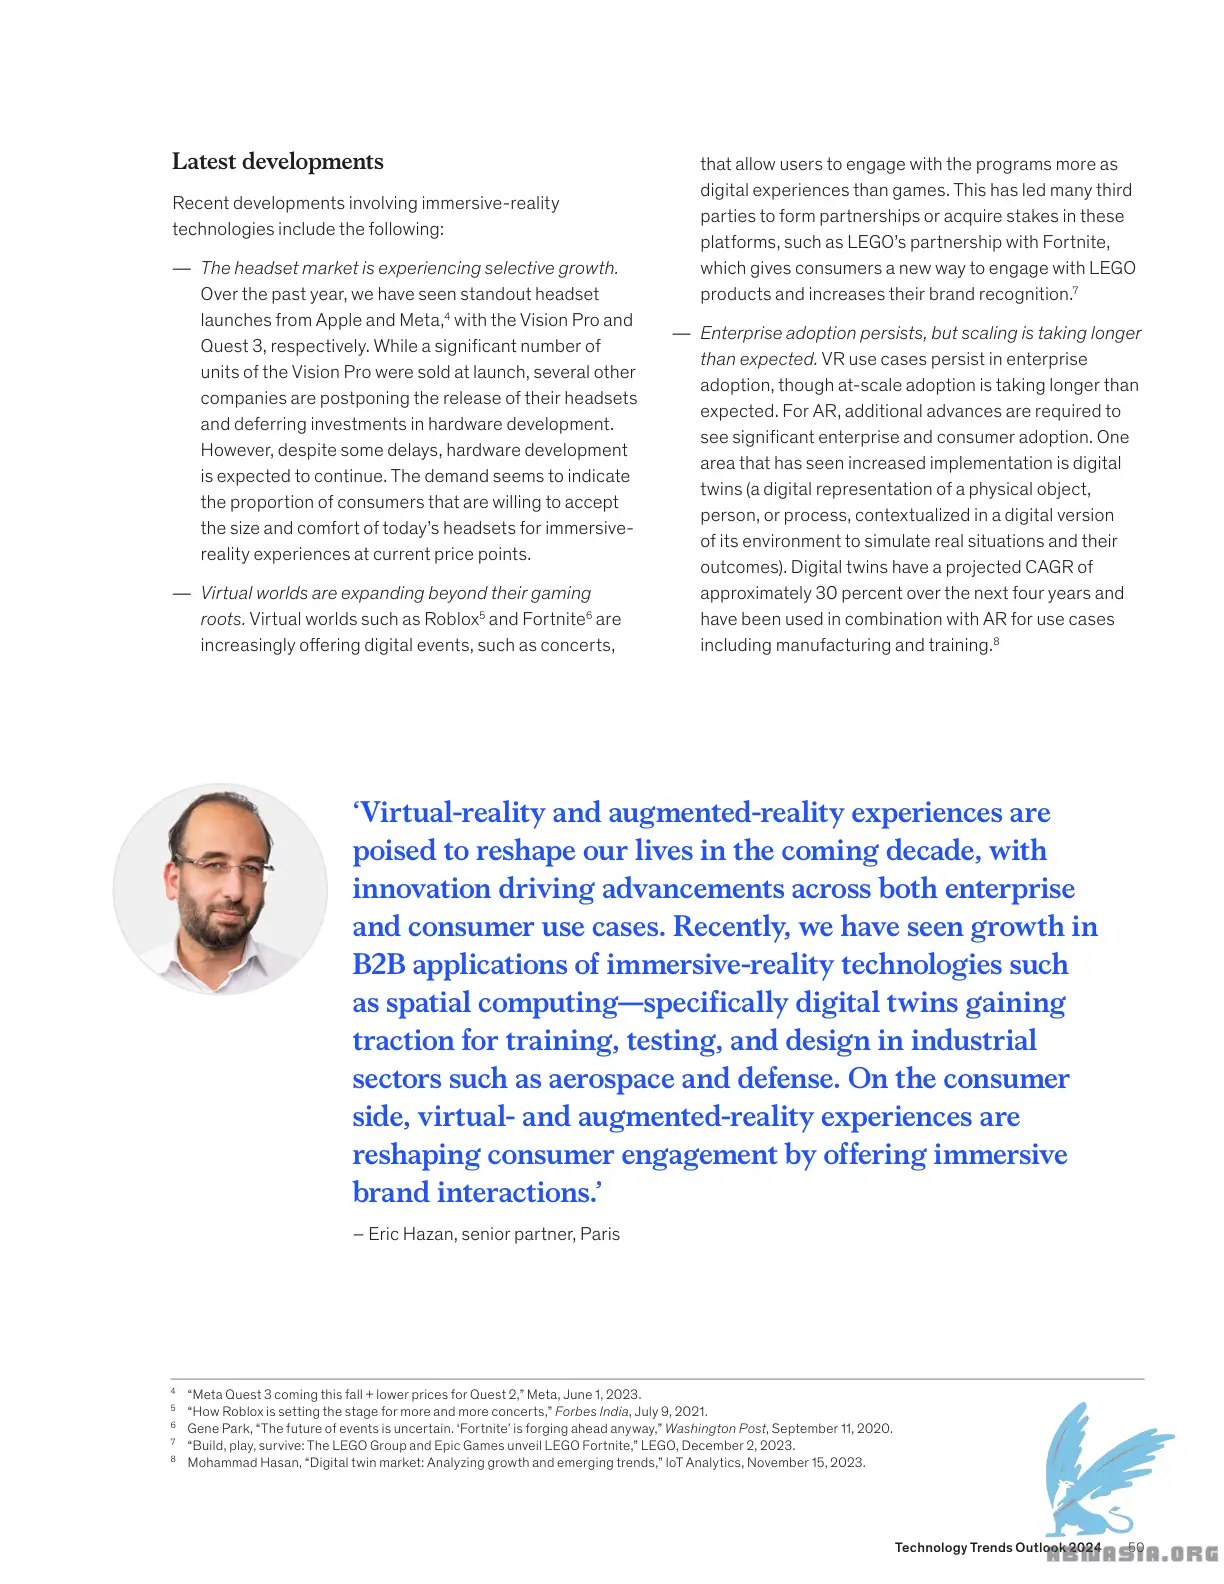 Latest developments
Recent developments involving immersive-reality
technologies include the following:
— The headset market is experiencing selective growth.
Over the past year, we have seen standout headset
launches from Apple and Meta,4 with the Vision Pro and
Quest 3, respectively. While a significant number of
units of the Vision Pro were sold at launch, several other
companies are postponing the release of their headsets
and deferring investments in hardware development.
However, despite some delays, hardware development
is expected to continue. The demand seems to indicate
the proportion of consumers that are willing to accept
the size and comfort of today’s headsets for immersive-
reality experiences at current price points.
— Virtual worlds are expanding beyond their gaming
roots. Virtual worlds such as Roblox5 and Fortnite6 are
increasingly offering digital events, such as concerts,
that allow users to engage with the programs more as
digital experiences than games. This has led many third
parties to form partnerships or acquire stakes in these
platforms, such as LEGO’s partnership with Fortnite,
which gives consumers a new way to engage with LEGO
products and increases their brand recognition.7
— Enterprise adoption persists, but scaling is taking longer
than expected. VR use cases persist in enterprise
adoption, though at-scale adoption is taking longer than
expected. For AR, additional advances are required to
see significant enterprise and consumer adoption. One
area that has seen increased implementation is digital
twins (a digital representation of a physical object,
person, or process, contextualized in a digital version
of its environment to simulate real situations and their
outcomes). Digital twins have a projected CAGR of
approximately 30 percent over the next four years and
have been used in combination with AR for use cases
including manufacturing and training.8
‘Virtual-reality and augmented-reality experiences are
poised to reshape our lives in the coming decade, with
innovation driving advancements across both enterprise
and consumer use cases. Recently, we have seen growth in
B2B applications of immersive-reality technologies such
as spatial computing—specifically digital twins gaining
traction for training, testing, and design in industrial
sectors such as aerospace and defense. On the consumer
side, virtual- and augmented-reality experiences are
reshaping consumer engagement by offering immersive
brand interactions.’
– Eric Hazan, senior partner, Paris
4 “Meta Quest 3 coming this fall + lower prices for Quest 2,” Meta, June 1, 2023.
5 “How Roblox is setting the stage for more and more concerts,” Forbes India, July 9, 2021.
6 Gene Park, “The future of events is uncertain. ‘Fortnite’ is forging ahead anyway,” Washington Post, September 11, 2020.
7 “Build, play, survive: The LEGO Group and Epic Games unveil LEGO Fortnite,” LEGO, December 2, 2023.
8 Mohammad Hasan, “Digital twin market: Analyzing growth and emerging trends,” IoT Analytics, November 15, 2023.
Technology Trends Outlook 2024 50
ABNASIA.ORG